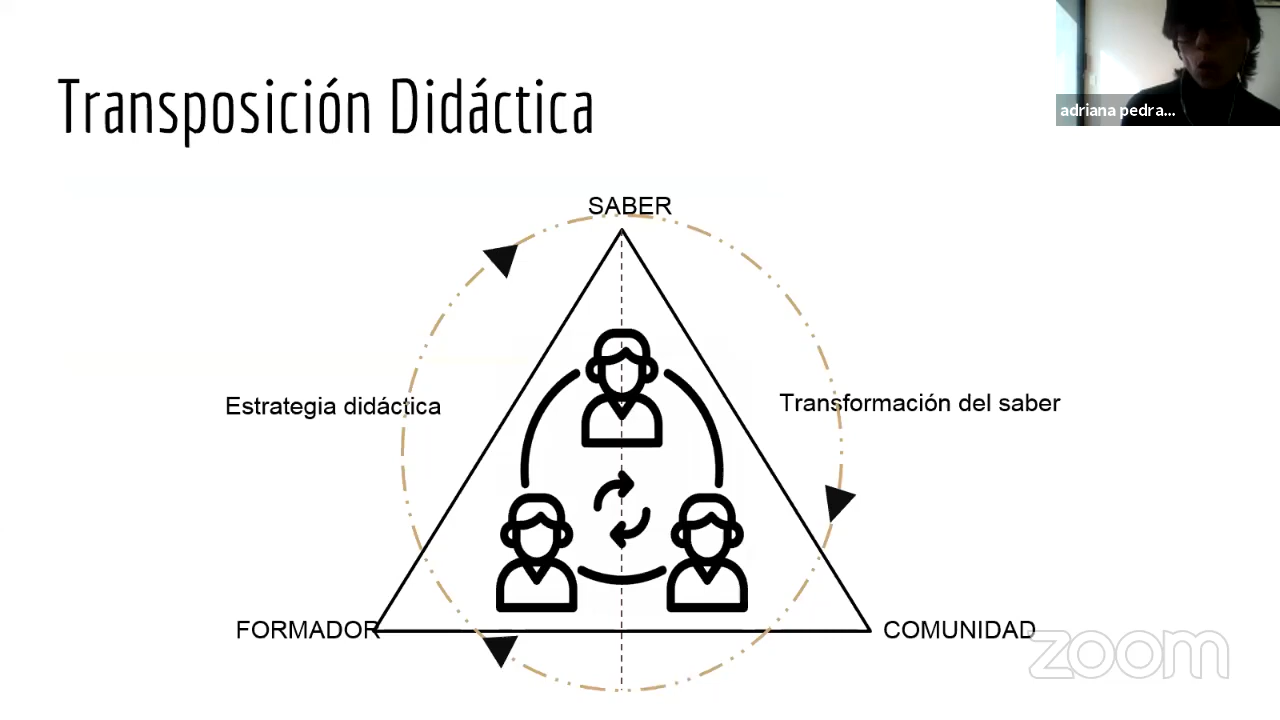 Transposición Didáctica
adriana pedra...
SABER
Estrategia didáctica
Transformación del saber
FORMADOR
COMUNIDAD
zoom